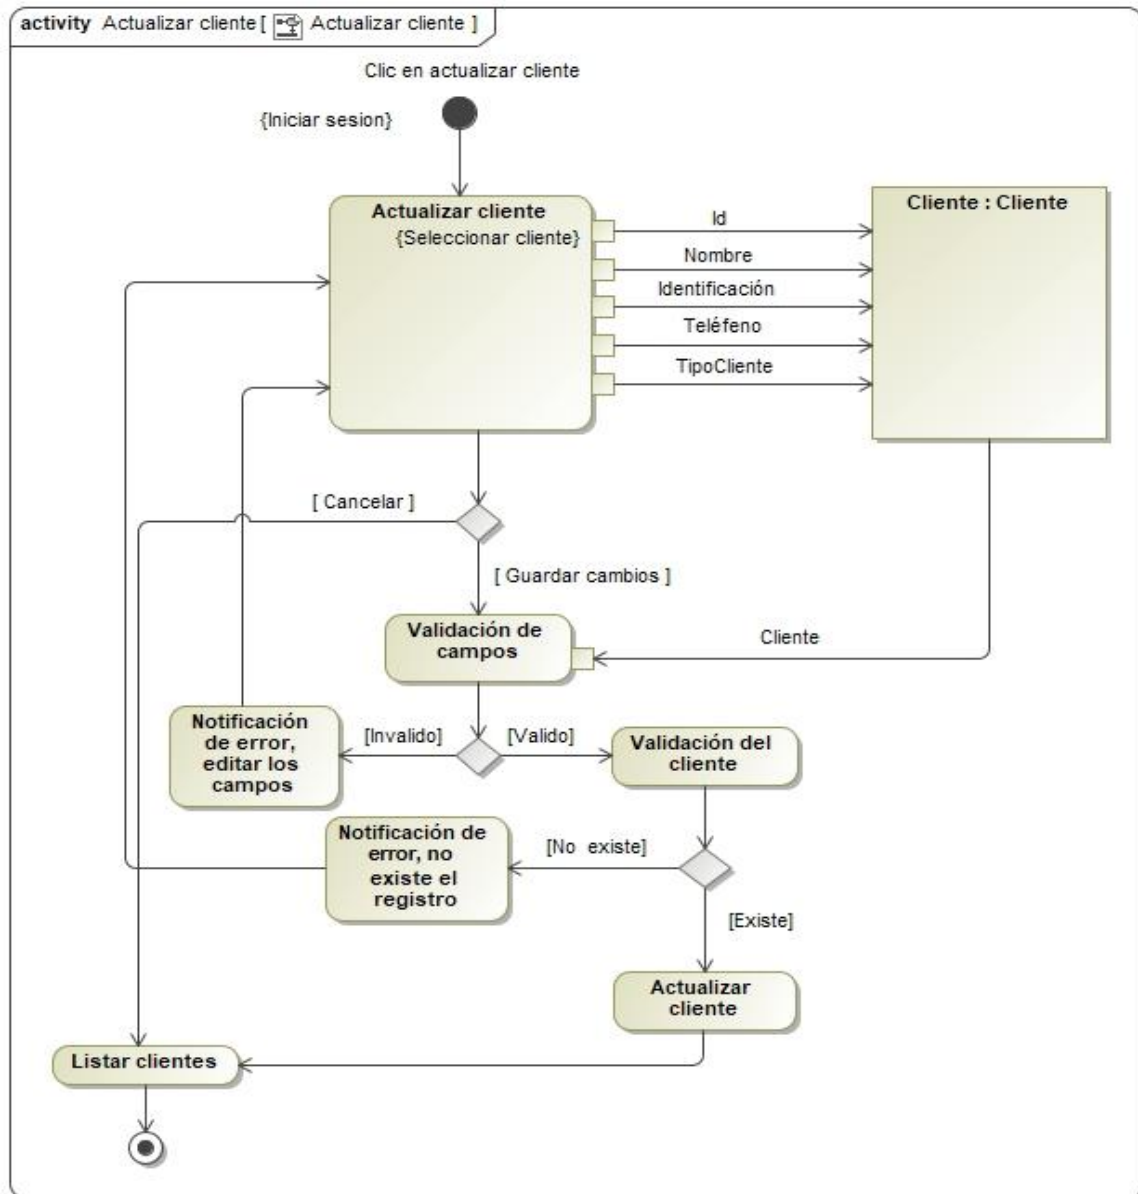 activity Actualizar cliente [ Actualizar cliente ]
Clic en actualizar cliente
{Iniciar sesion}
Actualizar cliente
{Seleccionar cliente}
Id
Nombre
Identificación
Teléfeno
TipoCliente
Cliente : Cliente
[ Cancelar ]
[ Guardar cambios ]
Validación de
campos
Cliente
Notificación
de error,
editar los
campos
[Invalido]
[Valido]
Validación del
cliente
Notificación de
error, no
existe el
registro
[No existe]
[Existe]
Actualizar
cliente
Listar clientes